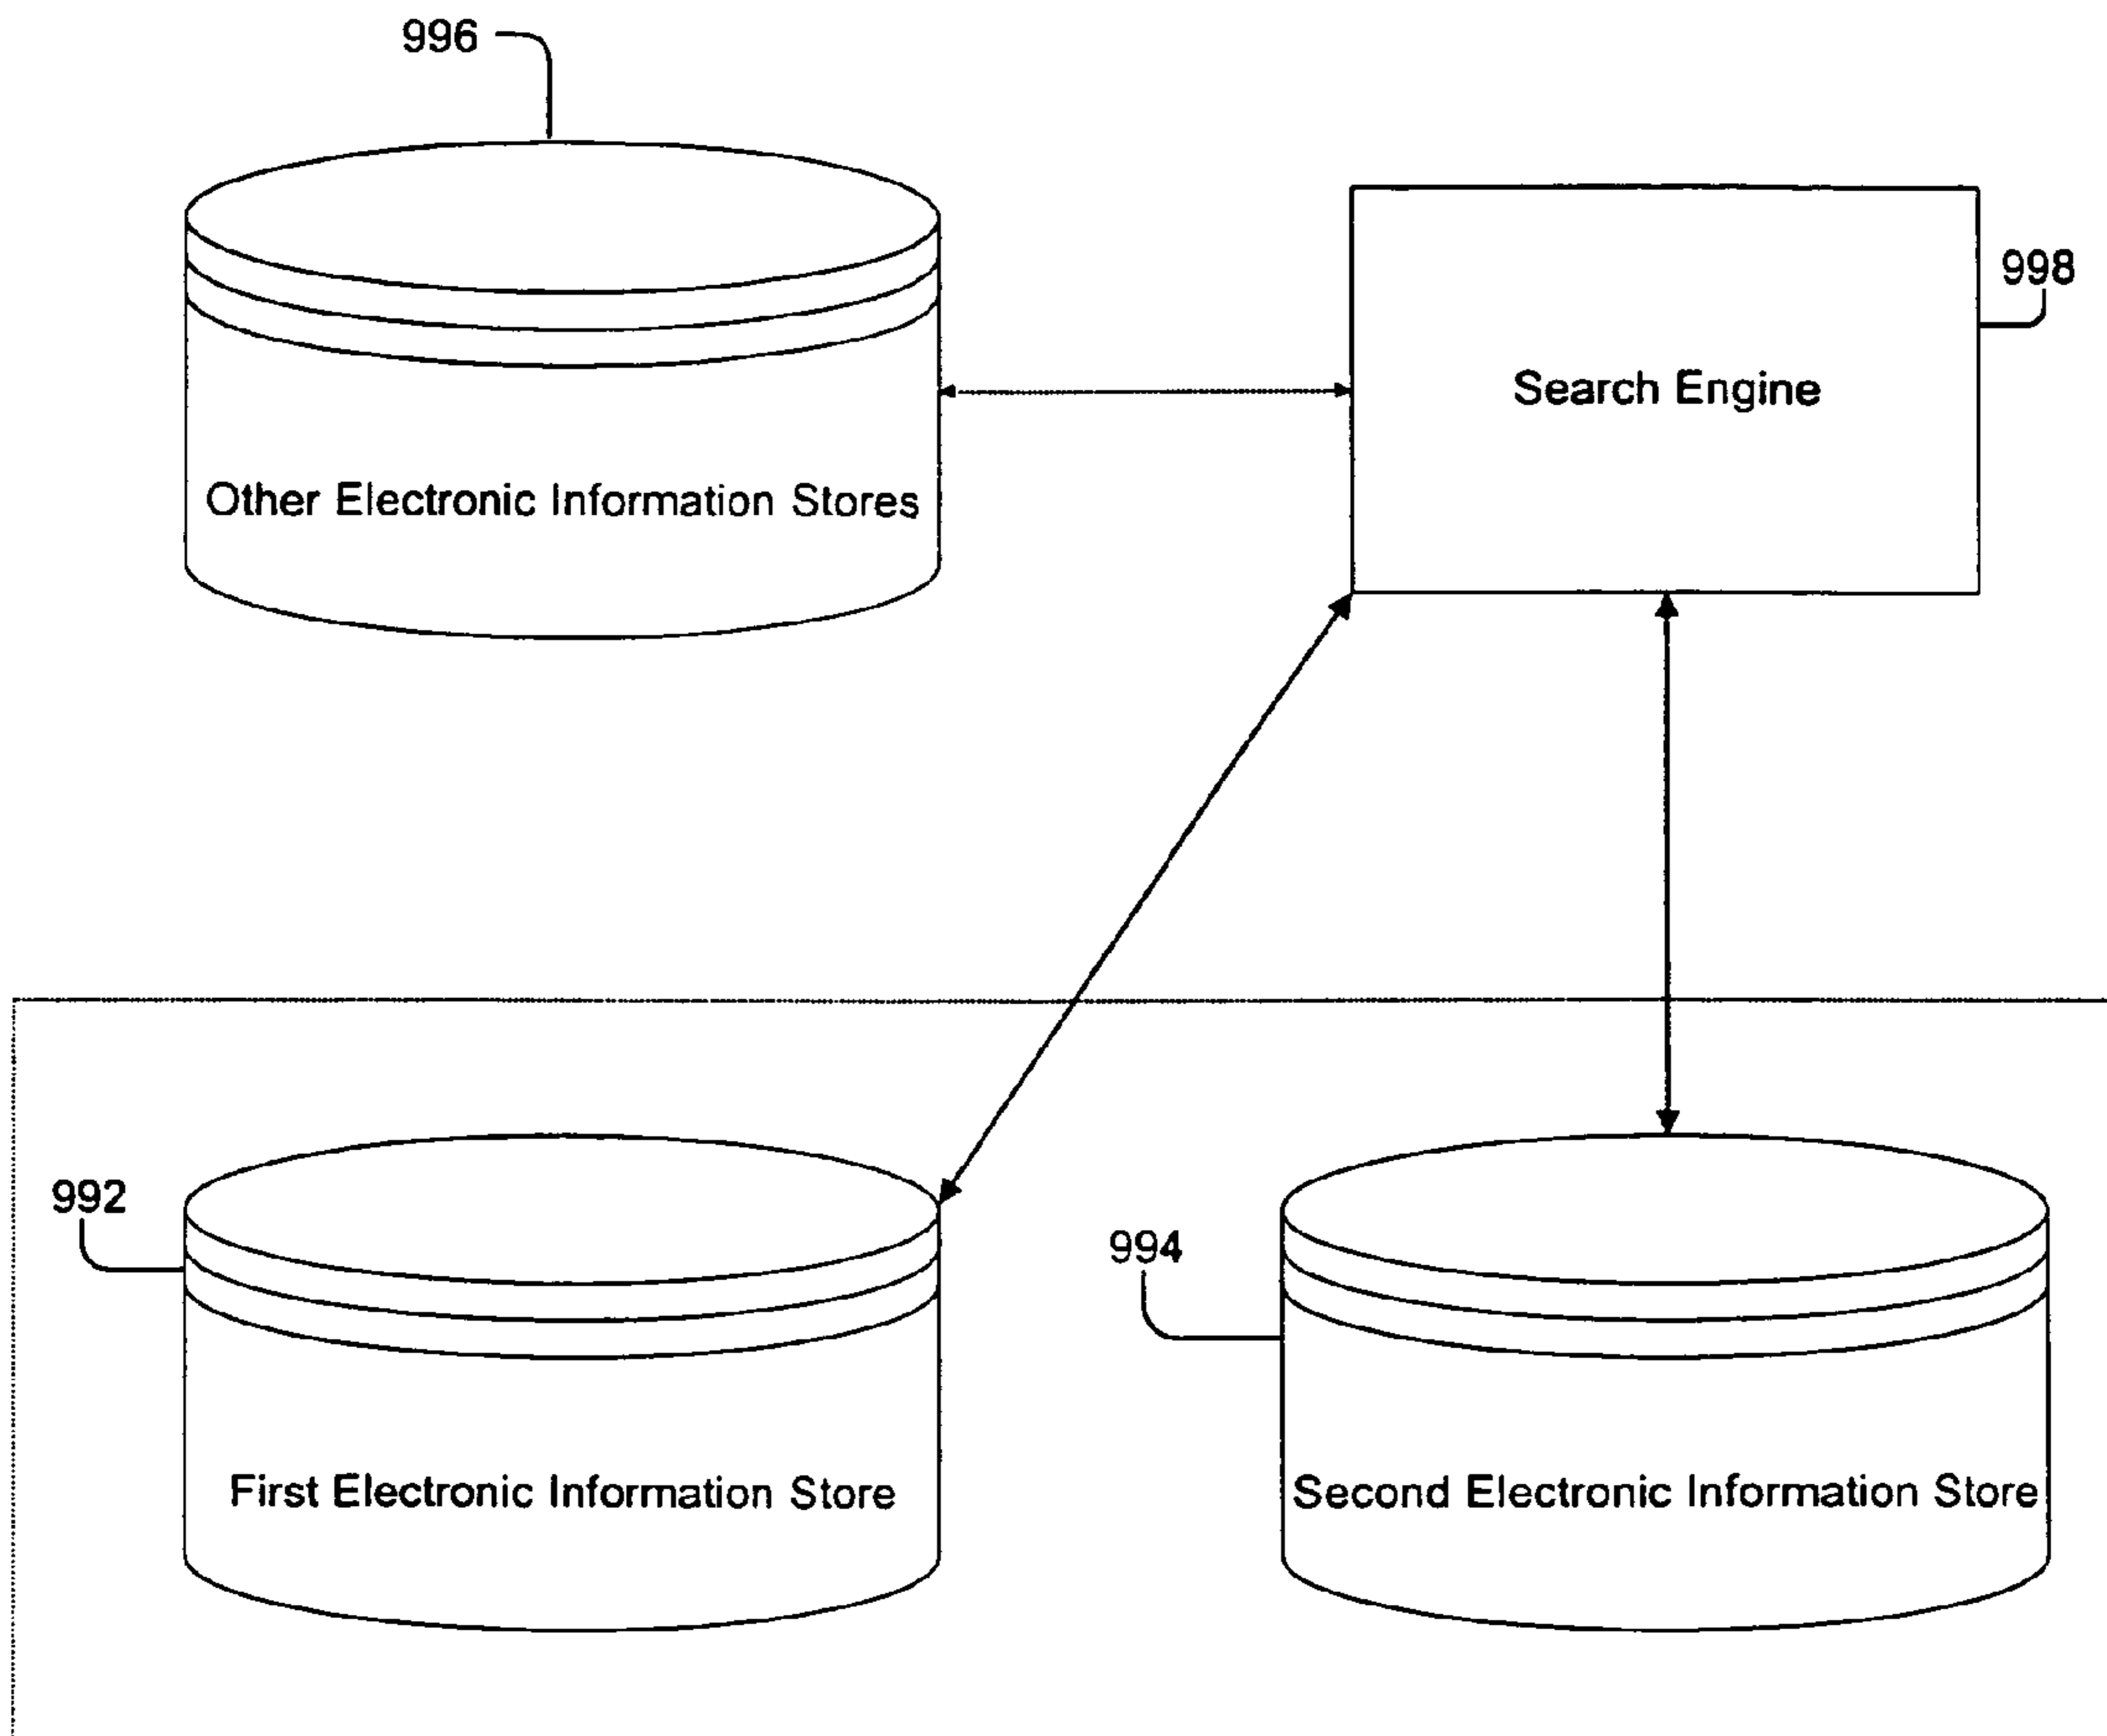 996
998
Search Engine
Other Electronic Information Stores
992
994
First Electronic Information Store
Second Electronic Information Store